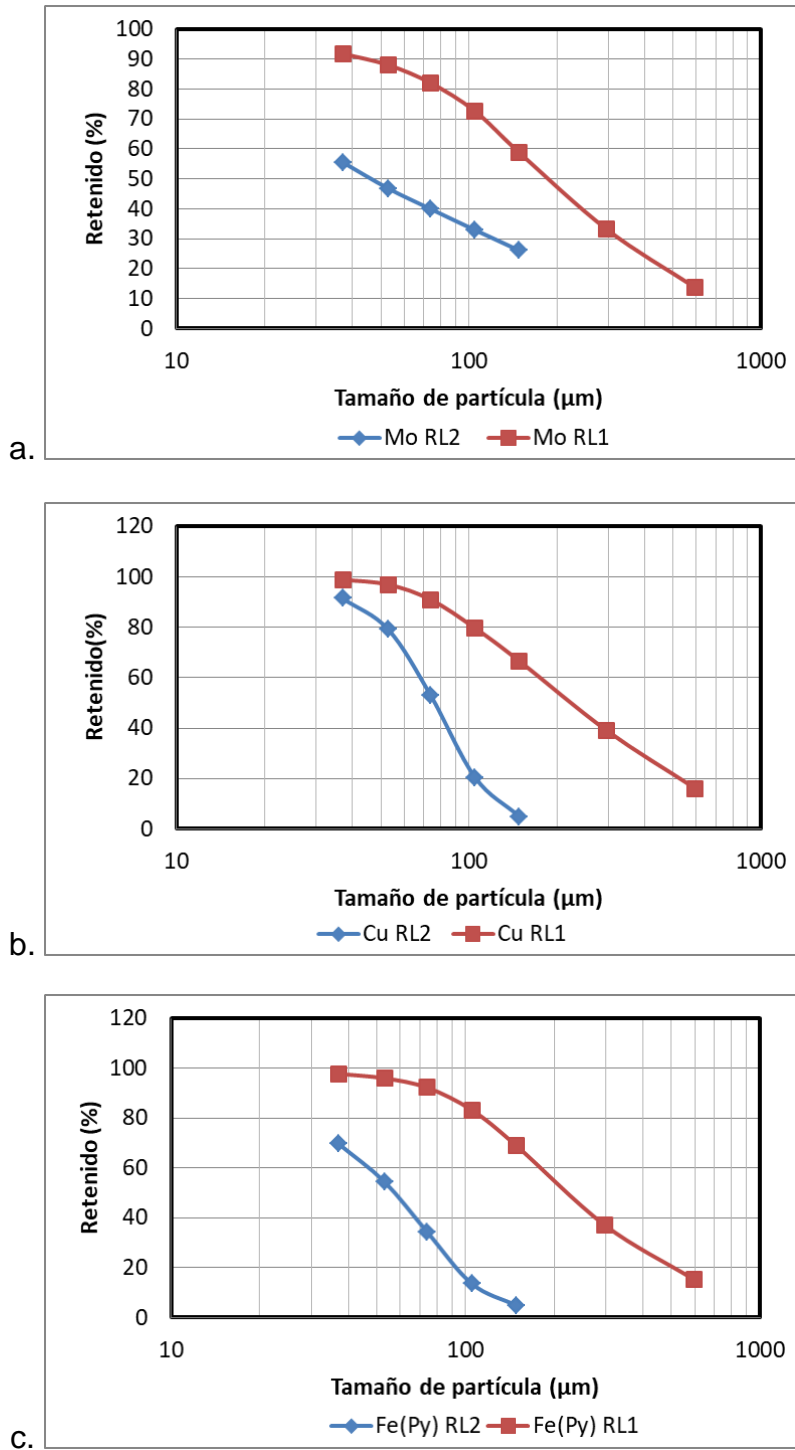 100
90
80
70
60
50
40
30
20
10
0
Retenido (%)
10 100 1000
Tamaño de partícula (µm)
Mo RL2 Mo RL1
a.
120
100
80
60
40
20
0
Retenido(%)
10 100 1000
Tamaño de partícula (µm)
Cu RL2 Cu RL1
b.
120
100
80
60
40
20
0
Retenido (%)
10 100 1000
Tamaño de partícula (µm)
Fe(Py) RL2 Fe(Py) RL1
c.